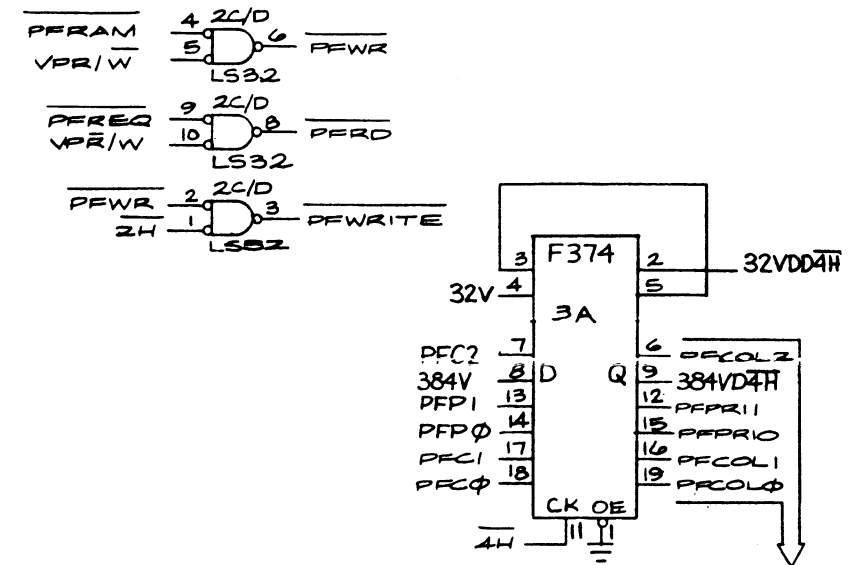 4 2C/D
PFRAM 6 PFWR
5
VPR/W̅
LS32
9 2C/D
PFREQ 8 PFRD
VPR̅/W 10
LS32
PFWR 2 2C/D
2H 1 3 PFWRITE
LS32
3 F374 2 32VDD4H
32V 4 5
3A
PFC2 7 6 PFCOL2
384V 8 D Q 9 384VD4H
PFP1 13 12 PFPRI1
PFPØ 14 15 PFPRIO
PFC1 17 16 PFCOL1
PFCØ 18 19 PFCOLØ
CK OE
4H 11 1